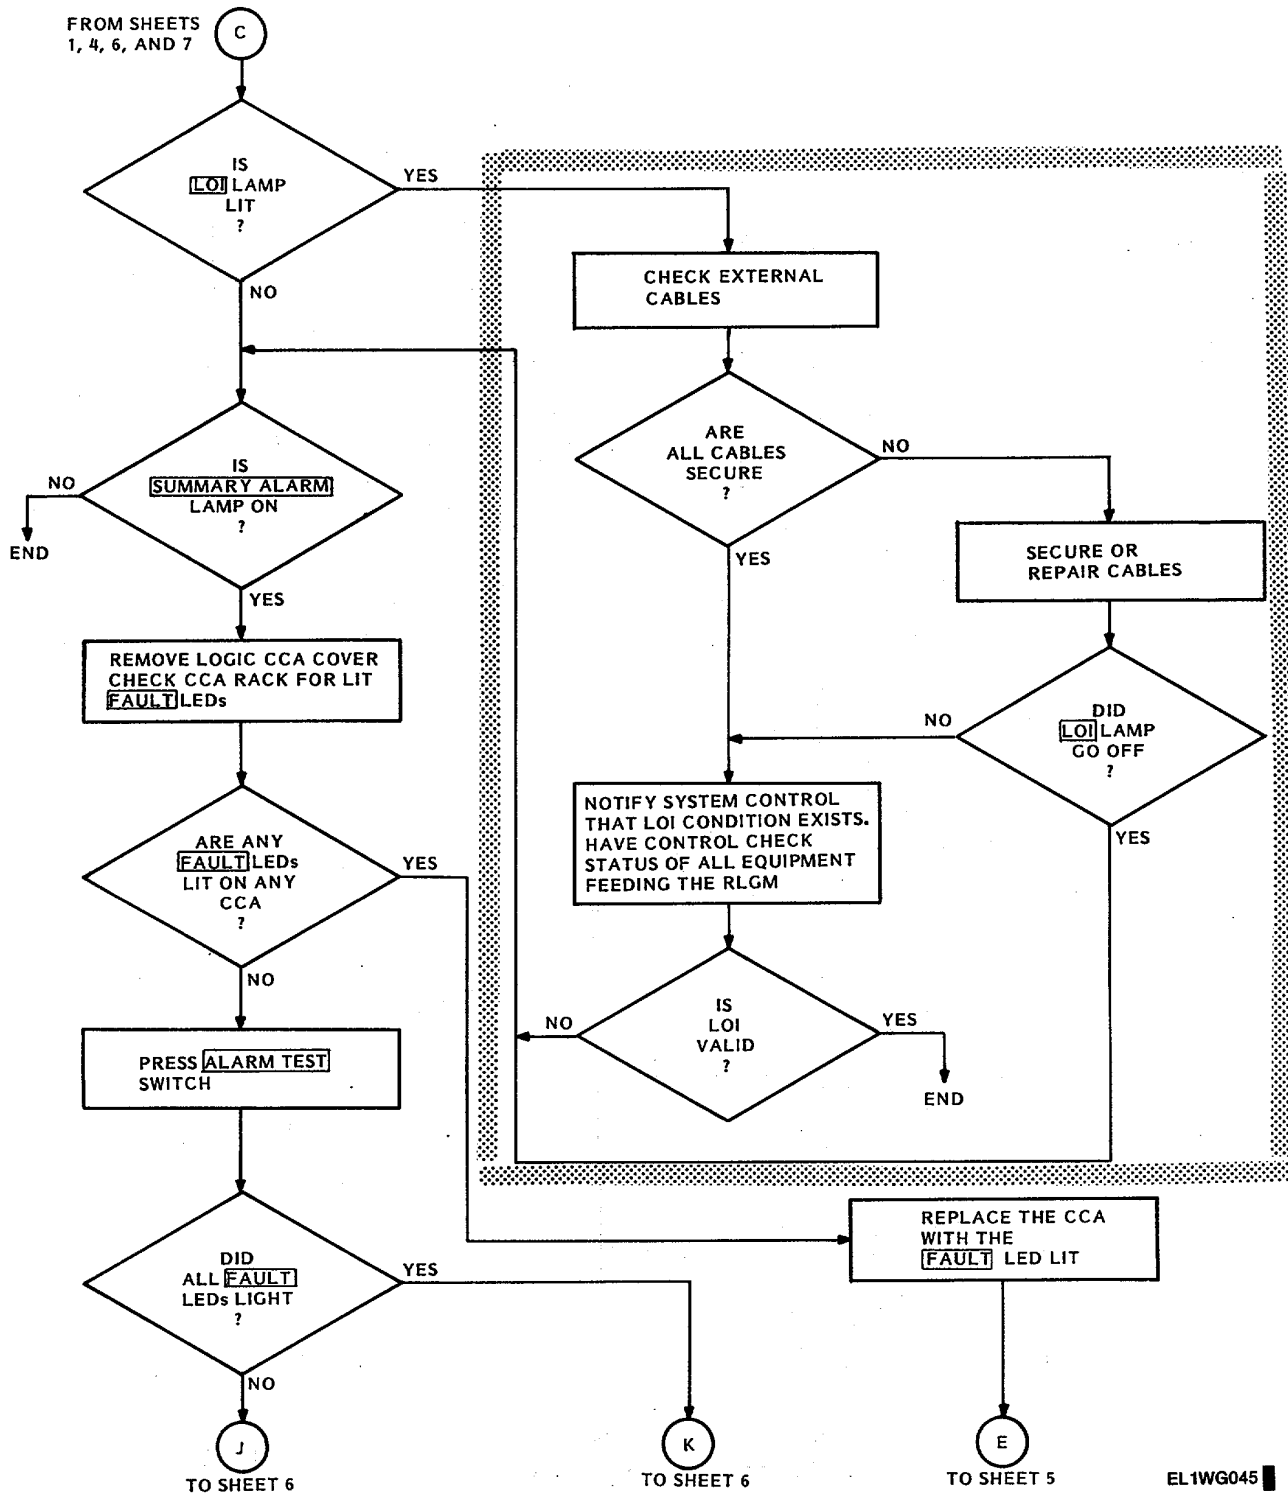 FROM SHEETS
1, 4, 6, AND 7
C
IS
LOI LAMP
LIT
?
YES
NO
CHECK EXTERNAL
CABLES
ARE
ALL CABLES
SECURE
?
NO
YES
IS
SUMMARY ALARM
LAMP ON
?
NO
END
YES
SECURE OR
REPAIR CABLES
REMOVE LOGIC CCA COVER
CHECK CCA RACK FOR LIT
FAULT LEDs
DID
LOI LAMP
GO OFF
?
NO
YES
NOTIFY SYSTEM CONTROL
THAT LOI CONDITION EXISTS.
HAVE CONTROL CHECK
STATUS OF ALL EQUIPMENT
FEEDING THE RLGM
ARE ANY
FAULT LEDs
LIT ON ANY
CCA
?
YES
NO
IS
LOI
VALID
?
NO
YES
END
PRESS ALARM TEST
SWITCH
DID
ALL FAULT
LEDs LIGHT
?
YES
NO
REPLACE THE CCA
WITH THE
FAULT LED LIT
J
TO SHEET 6
K
TO SHEET 6
E
TO SHEET 5
EL1WG045